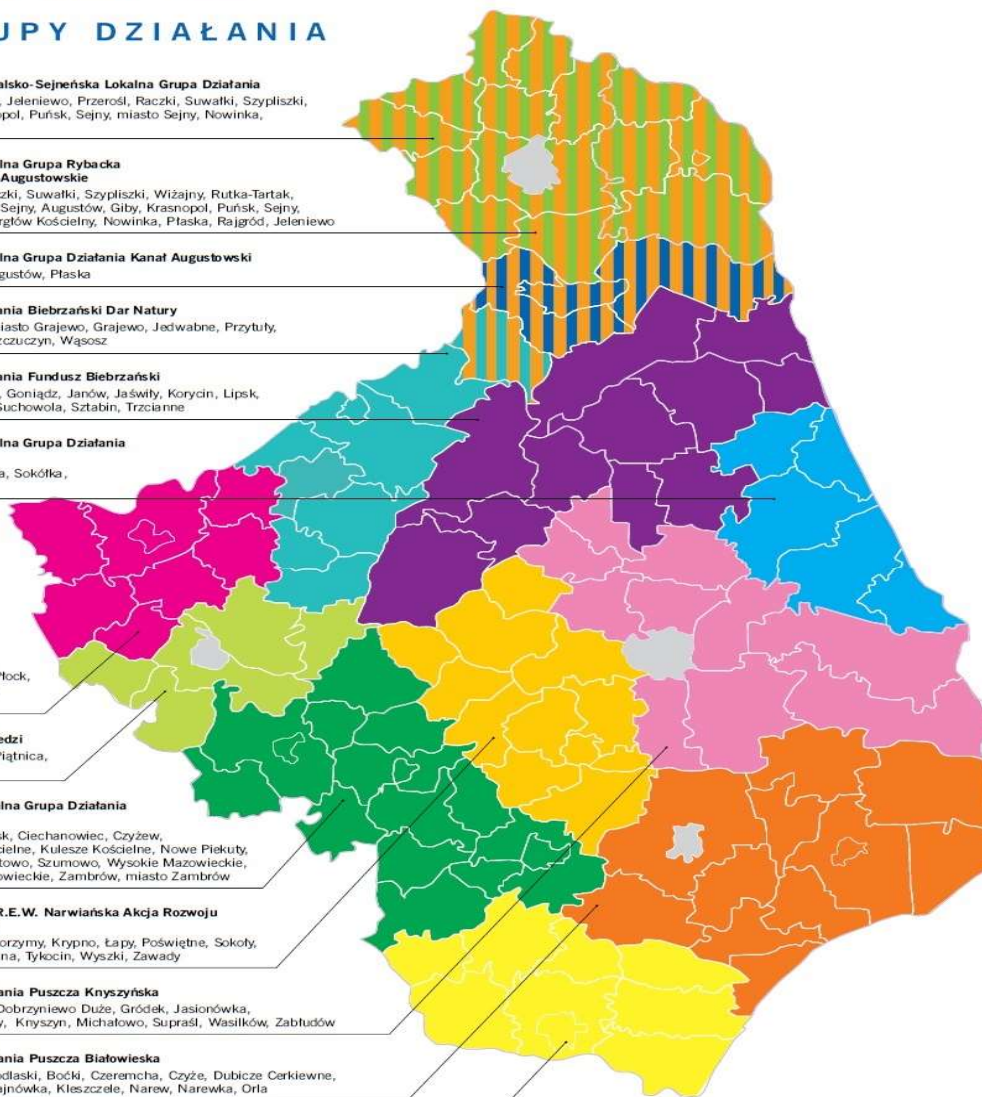 UPY DZIAŁANIA
alsko-Sejneńska Lokalna Grupa Działania
, Jeleniewo, Przerośl, Raczki, Suwałki, Szypliszki,
opol, Puńsk, Sejny, miasto Sejny, Nowinka,
lna Grupa Rybacka
Augustowskie
zki, Suwałki, Szypliszki, Wiżajny, Rutka-Tartak,
Sejny, Augustów, Giby, Krasnopol, Puńsk, Sejny,
rgłów Kościelny, Nowinka, Płaska, Rajgród, Jeleniewo
lna Grupa Działania Kanał Augustowski
gustów, Płaska
ania Biebrzański Dar Natury
iasto Grajewo, Grajewo, Jedwabne, Przytuły,
zczuczyn, Wąsosz
ania Fundusz Biebrzański
, Goniądz, Janów, Jaświły, Korycin, Lipsk,
Suchowola, Sztabin, Trzcianne
lna Grupa Działania
a, Sokółka,
łock,
edzi
Piątnica,
lna Grupa Działania
sk, Ciechanowiec, Czyżew,
cielne, Kulesze Kościelne, Nowe Piekuty,
towo, Szumowo, Wysokie Mazowieckie,
owieckie, Zambrów, miasto Zambrów
.R.E.W. Narwiańska Akcja Rozwoju
orzymy, Krypno, Łapy, Poświętne, Sokoły,
na, Tykocin, Wyszki, Zawady
ania Puszcza Knyszyńska
Dobrzyniewo Duże, Gródek, Jasionówka,
y, Knyszyn, Michałowo, Supraśl, Wasilków, Zabłudów
ania Puszcza Białowieska
odlaski, Boćki, Czeremcha, Czyże, Dubicze Cerkiewne,
ajnówka, Kleszczele, Narew, Narewka, Orla